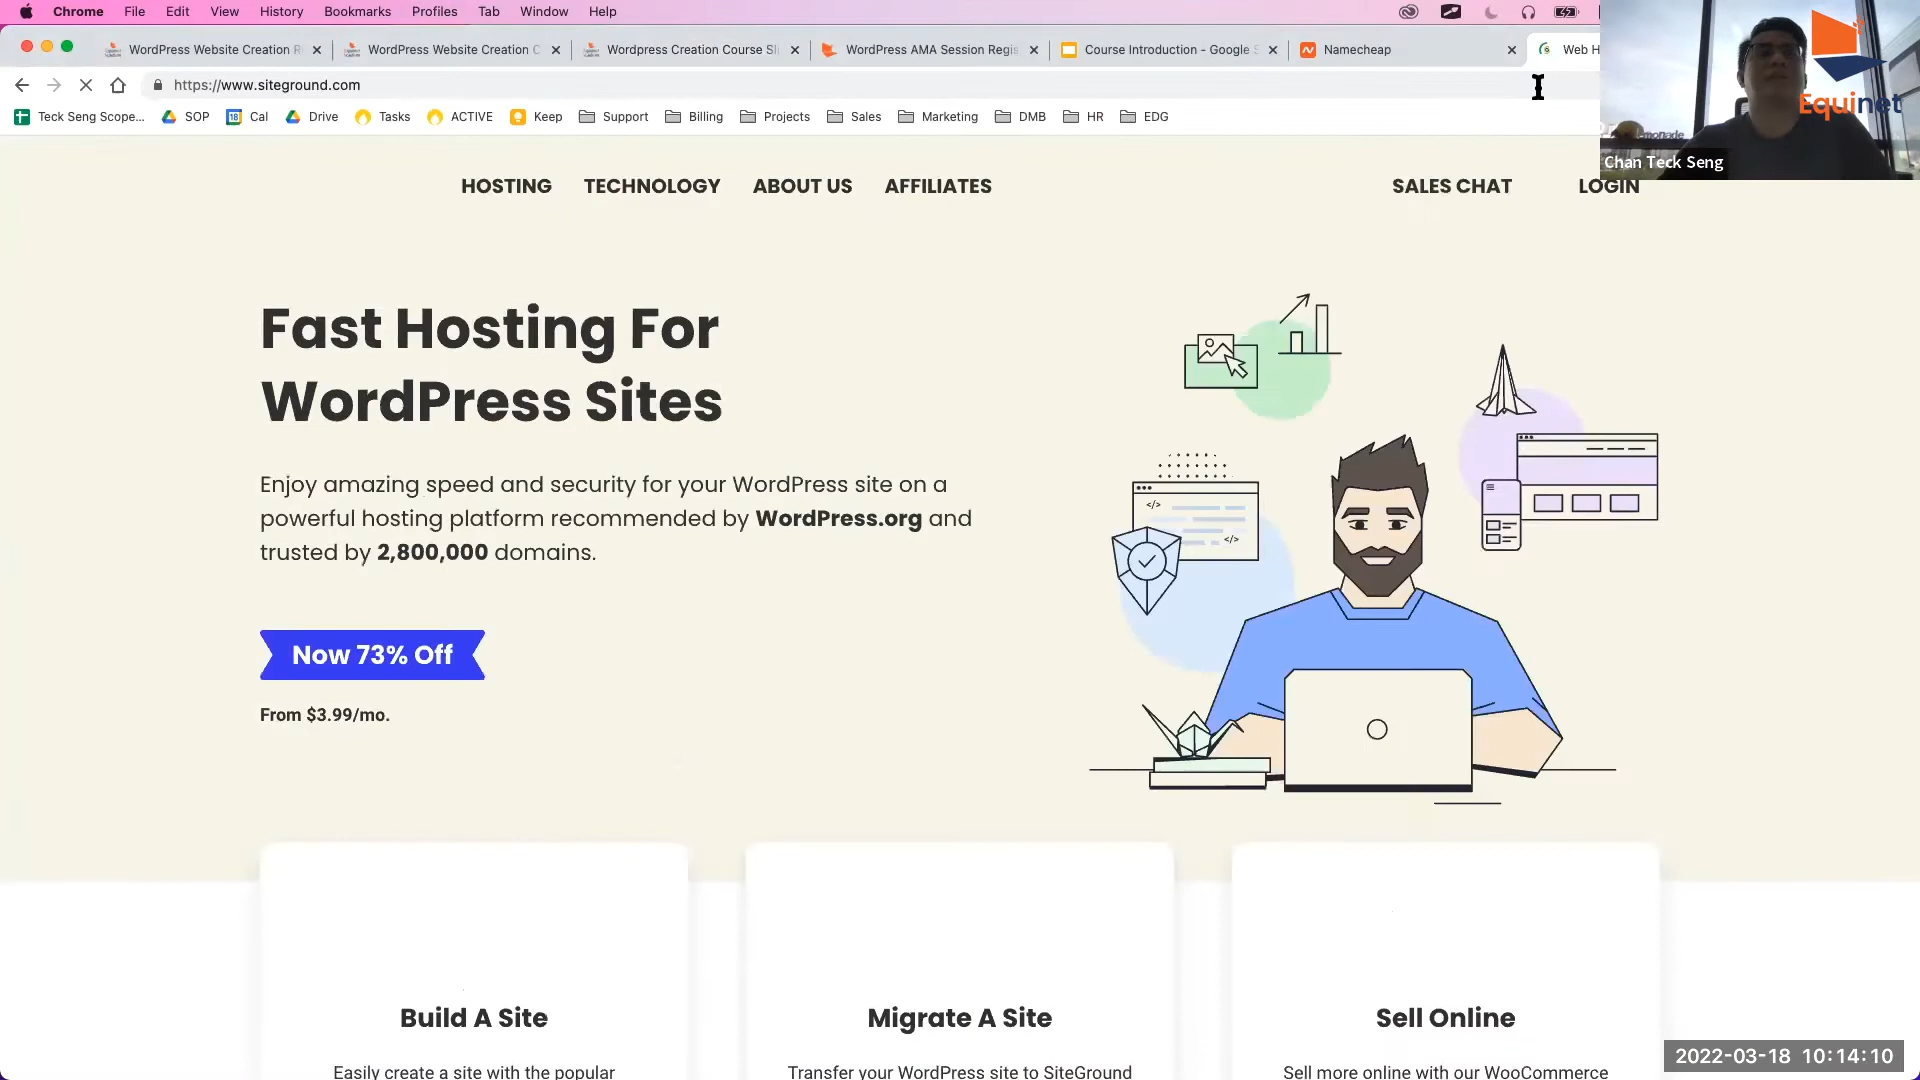 Chrome File Edit View History Bookmarks Profiles Tab Window Help
WordPress Website Creation R WordPress Website Creation C Wordpress Creation Course Sli WordPress AMA Session Regis Course Introduction - Google S Namecheap Web H
https://www.siteground.com
Teck Seng Scope... SOP 18 Cal Drive Tasks ACTIVE Keep Support Billing Projects Sales Marketing DMB HR EDG
Equinet
Chan Teck Seng
HOSTING TECHNOLOGY ABOUT US AFFILIATES SALES CHAT LOGIN
Fast Hosting For
WordPress Sites
Enjoy amazing speed and security for your WordPress site on a
powerful hosting platform recommended by WordPress.org and
trusted by 2,800,000 domains.
Now 73% Off
From $3.99/mo.
</>
</>
Build A Site
Easily create a site with the popular
Migrate A Site
Transfer your WordPress site to SiteGround
Sell Online
Sell more online with our WooCommerce
2022-03-18 10:14:10